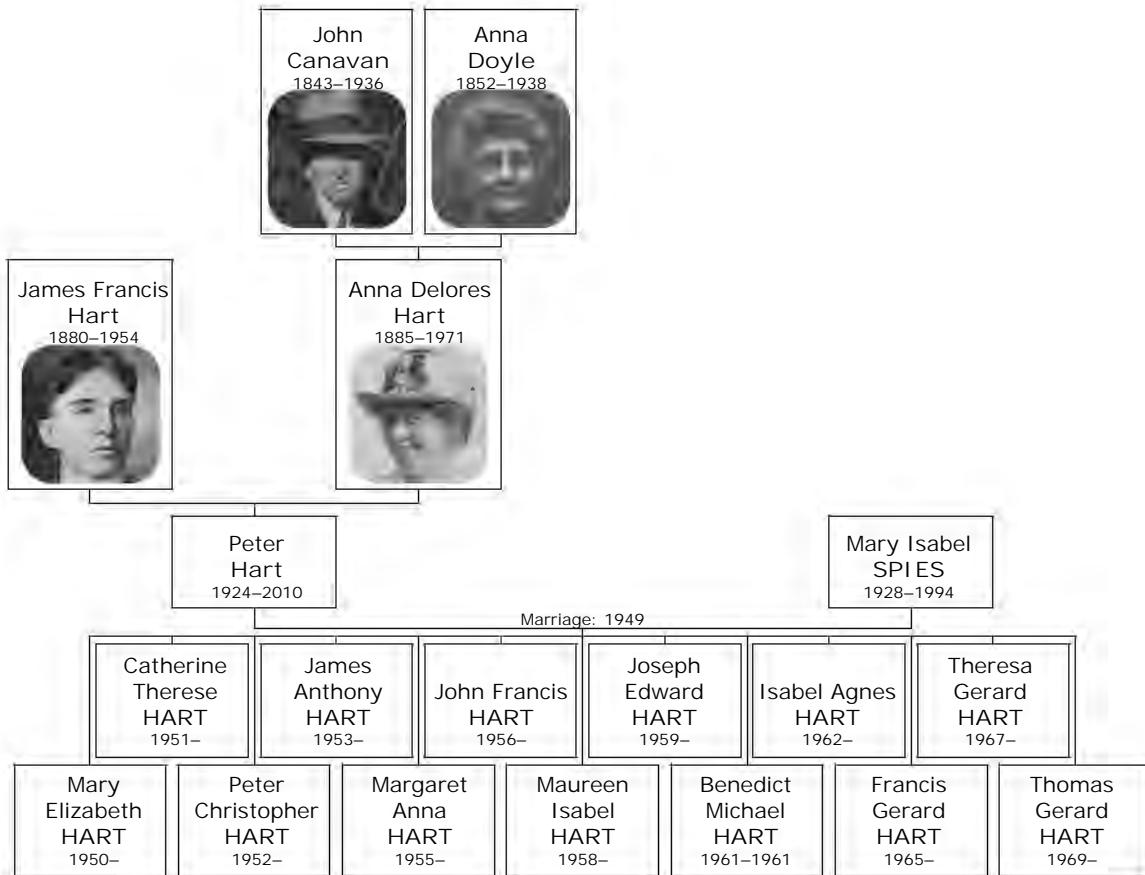 John
Canavan
1843–1936
Anna
Doyle
1852–1938
James Francis
Hart
1880–1954
Anna Delores
Hart
1885–1971
Peter
Hart
1924–2010
Mary Isabel
SPIES
1928–1994
Marriage: 1949
Catherine
Therese
HART
1951–
James
Anthony
HART
1953–
John Francis
HART
1956–
Joseph
Edward
HART
1959–
Isabel Agnes
HART
1962–
Theresa
Gerard
HART
1967–
Mary
Elizabeth
HART
1950–
Peter
Christopher
HART
1952–
Margaret
Anna
HART
1955–
Maureen
Isabel
HART
1958–
Benedict
Michael
HART
1961–1961
Francis
Gerard
HART
1965–
Thomas
Gerard
HART
1969–